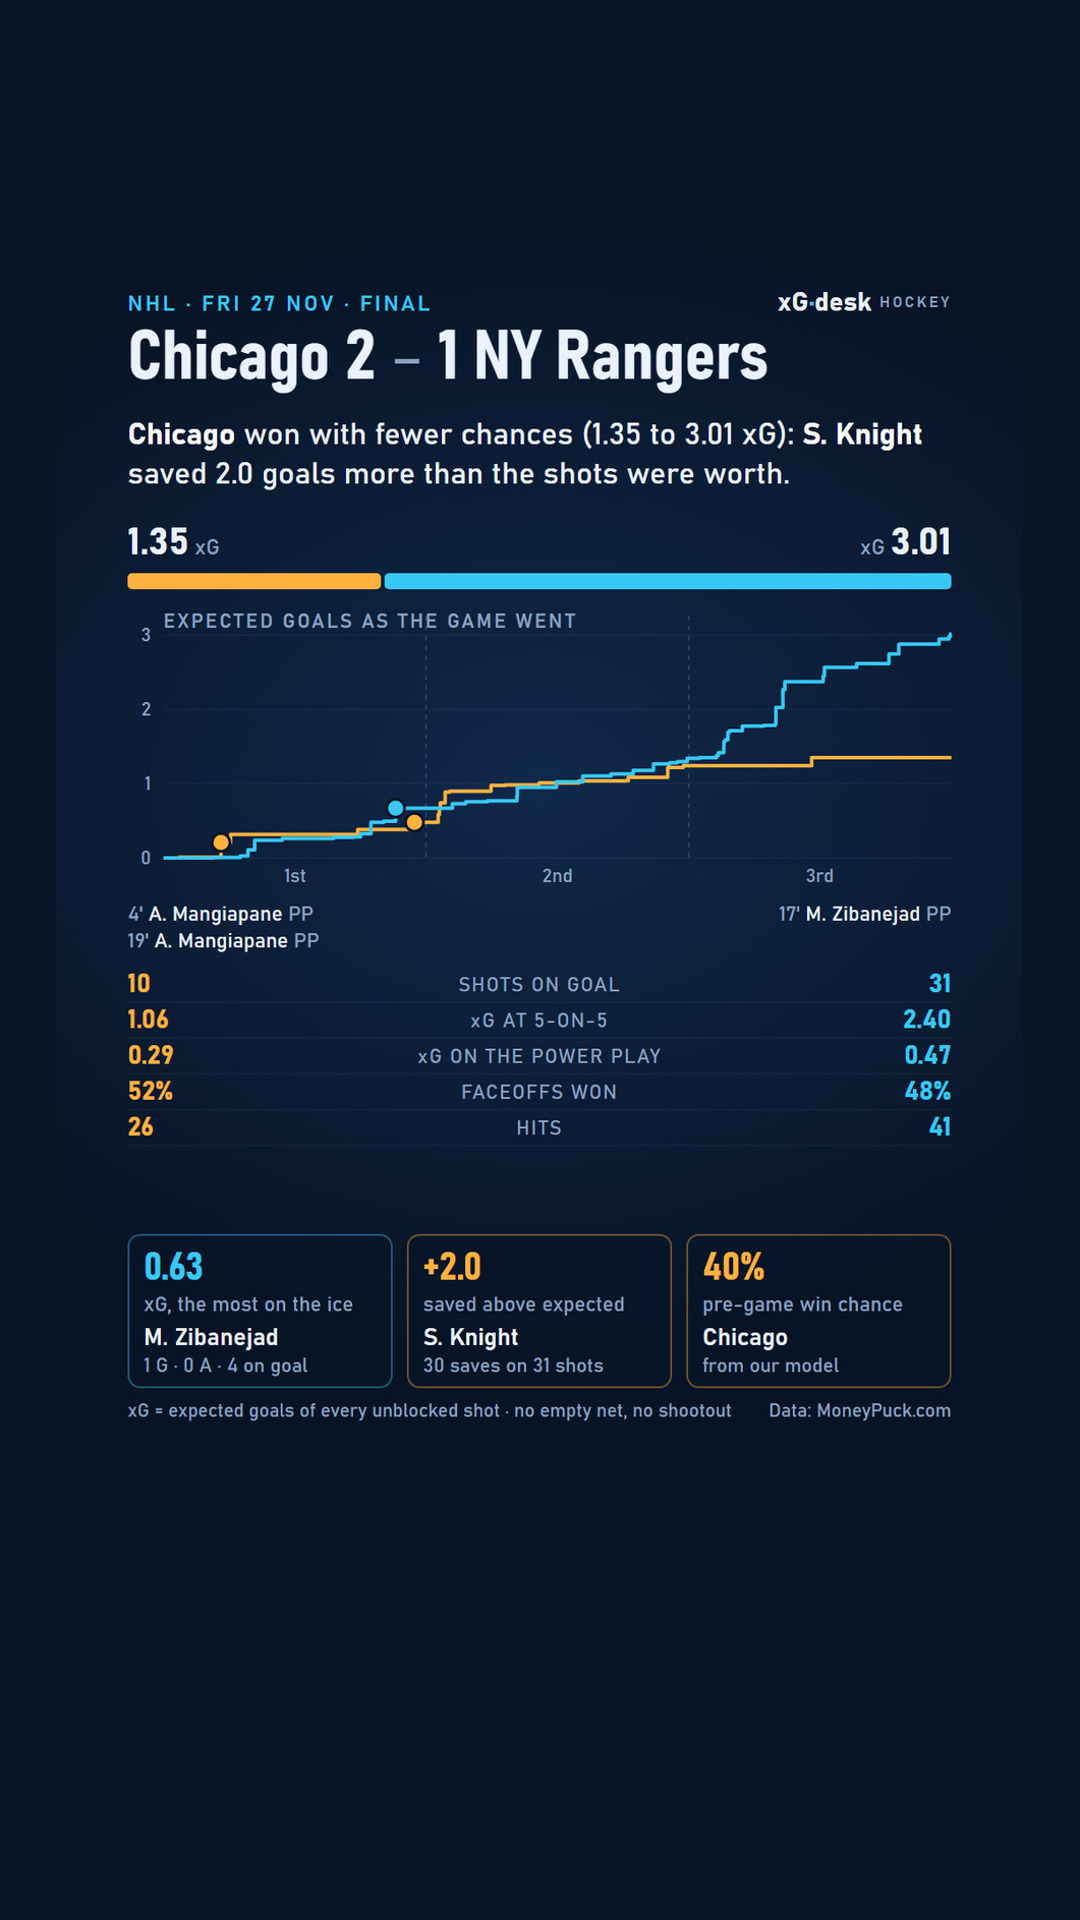 NHL · FRI 27 NOV · FINAL
xG·desk HOCKEY
Chicago 2 – 1 NY Rangers
Chicago won with fewer chances (1.35 to 3.01 xG): S. Knight
saved 2.0 goals more than the shots were worth.
1.35 xG
xG 3.01
EXPECTED GOALS AS THE GAME WENT
3
2
1
0
1st
2nd
3rd
4' A. Mangiapane PP
17' M. Zibanejad PP
19' A. Mangiapane PP
10 SHOTS ON GOAL 31
1.06 xG AT 5-ON-5 2.40
0.29 xG ON THE POWER PLAY 0.47
52% FACEOFFS WON 48%
26 HITS 41
0.63
xG, the most on the ice
M. Zibanejad
1 G · 0 A · 4 on goal
+2.0
saved above expected
S. Knight
30 saves on 31 shots
40%
pre-game win chance
Chicago
from our model
xG = expected goals of every unblocked shot · no empty net, no shootout
Data: MoneyPuck.com